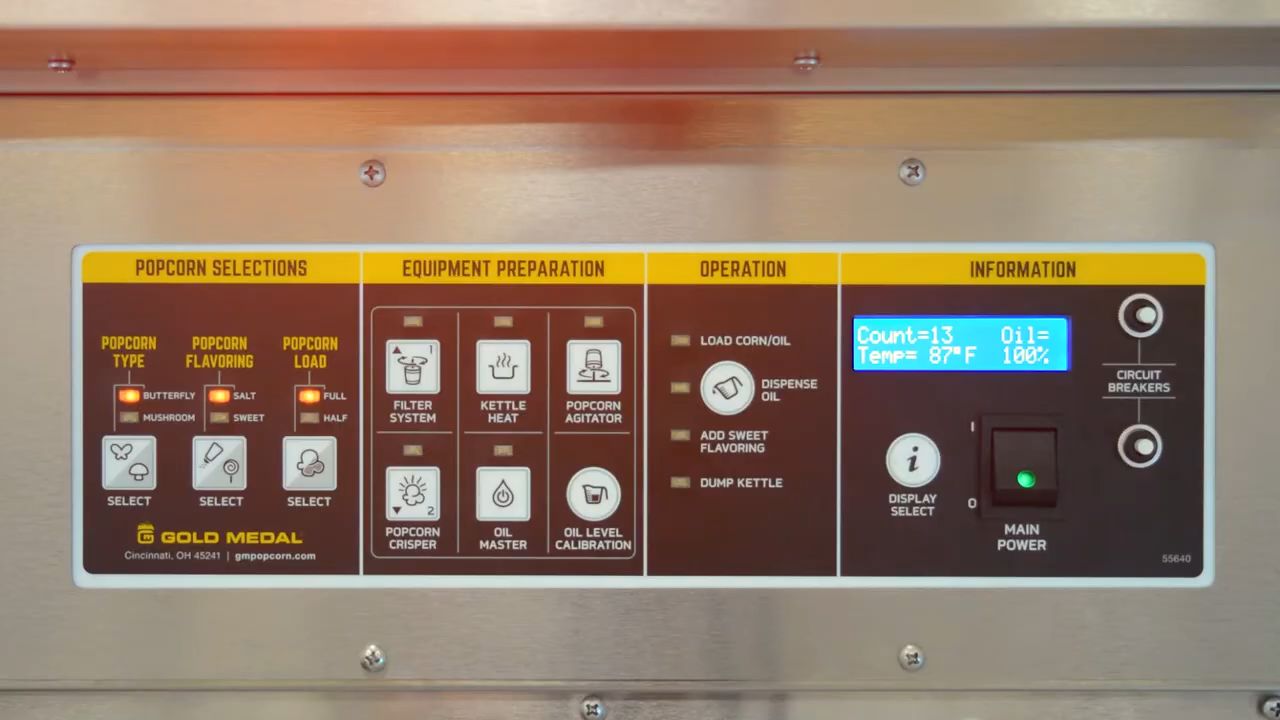 POPCORN SELECTIONS
POPCORN TYPE
BUTTERFLY
MUSHROOM
SELECT
POPCORN FLAVORING
SALT
SWEET
SELECT
POPCORN LOAD
FULL
HALF
SELECT
GOLD MEDAL
Cincinnati, OH 45241 | gmpopcorn.com
EQUIPMENT PREPARATION
1
FILTER
SYSTEM
KETTLE
HEAT
POPCORN
AGITATOR
2
POPCORN
CRISPER
OIL
MASTER
OIL LEVEL
CALIBRATION
OPERATION
LOAD CORN/OIL
DISPENSE
OIL
ADD SWEET
FLAVORING
DUMP KETTLE
INFORMATION
Count=13 Oil=
Temp= 87°F 100%
CIRCUIT
BREAKERS
i
DISPLAY
SELECT
I
O
MAIN
POWER
55640